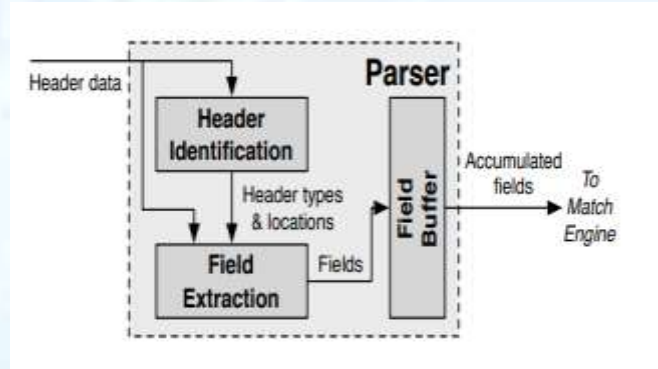 Parser
Header data
Header
Identification
Header types
& locations
Field
Extraction
Fields
Field
Buffer
Accumulated
fields
To
Match
Engine